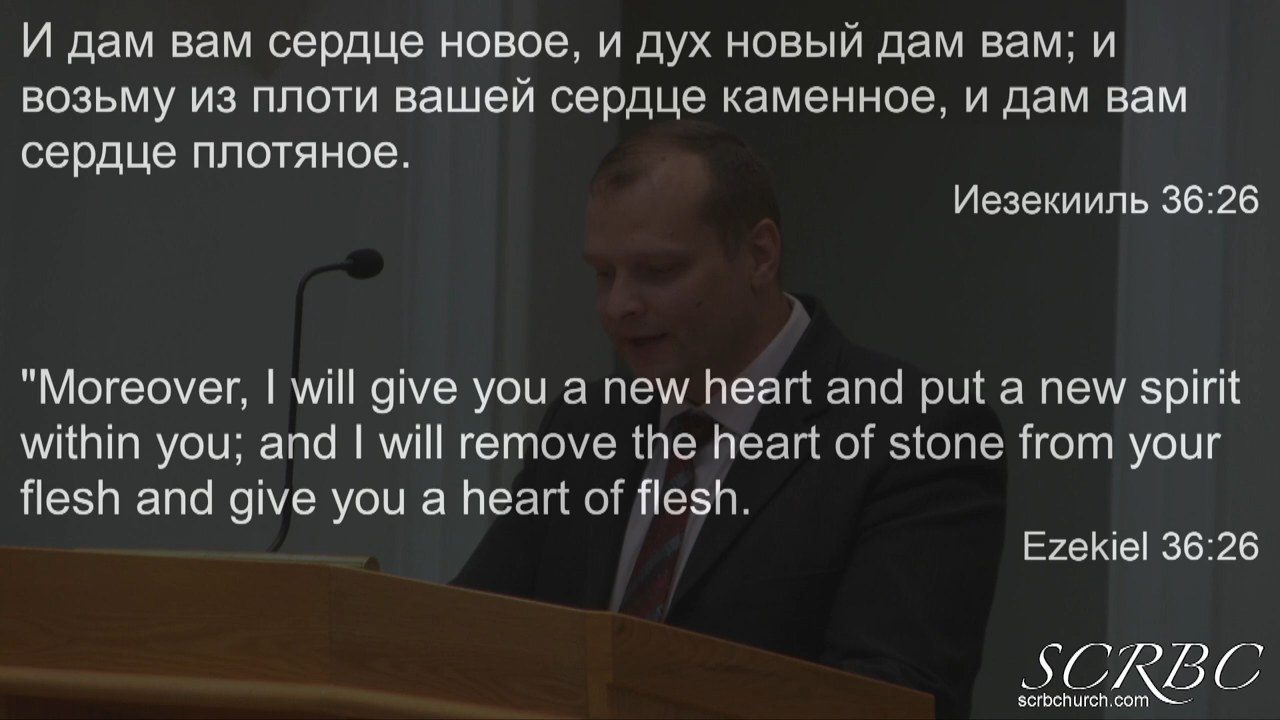 И дам вам сердце новое, и дух новый дам вам; и
возьму из плоти вашей сердце каменное, и дам вам
сердце плотяное.
Иезекииль 36:26
"Moreover, I will give you a new heart and put a new spirit
within you; and I will remove the heart of stone from your
flesh and give you a heart of flesh.
Ezekiel 36:26
SCRBC
scrbchurch.com